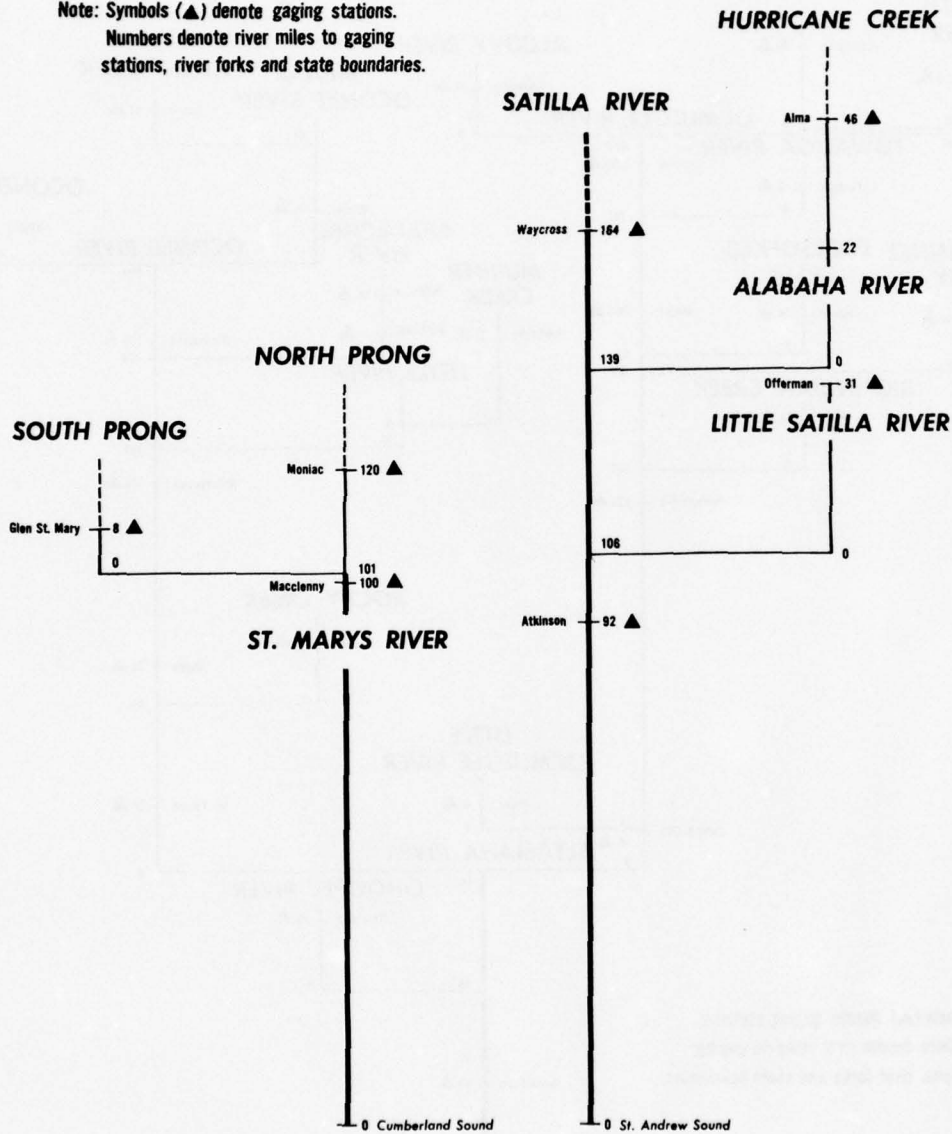 Note: Symbols (▲) denote gaging stations.
Numbers denote river miles to gaging
stations, river forks and state boundaries.
HURRICANE CREEK
Alma 46 ▲
22
ALABAHA RIVER
0
SATILLA RIVER
Waycross 164 ▲
139
Offerman 31 ▲
LITTLE SATILLA RIVER
0
106
Atkinson 92 ▲
0 St. Andrew Sound
NORTH PRONG
Moniac 120 ▲
SOUTH PRONG
Glen St. Mary 8 ▲
0
101
Macclenny 100 ▲
ST. MARYS RIVER
0 Cumberland Sound